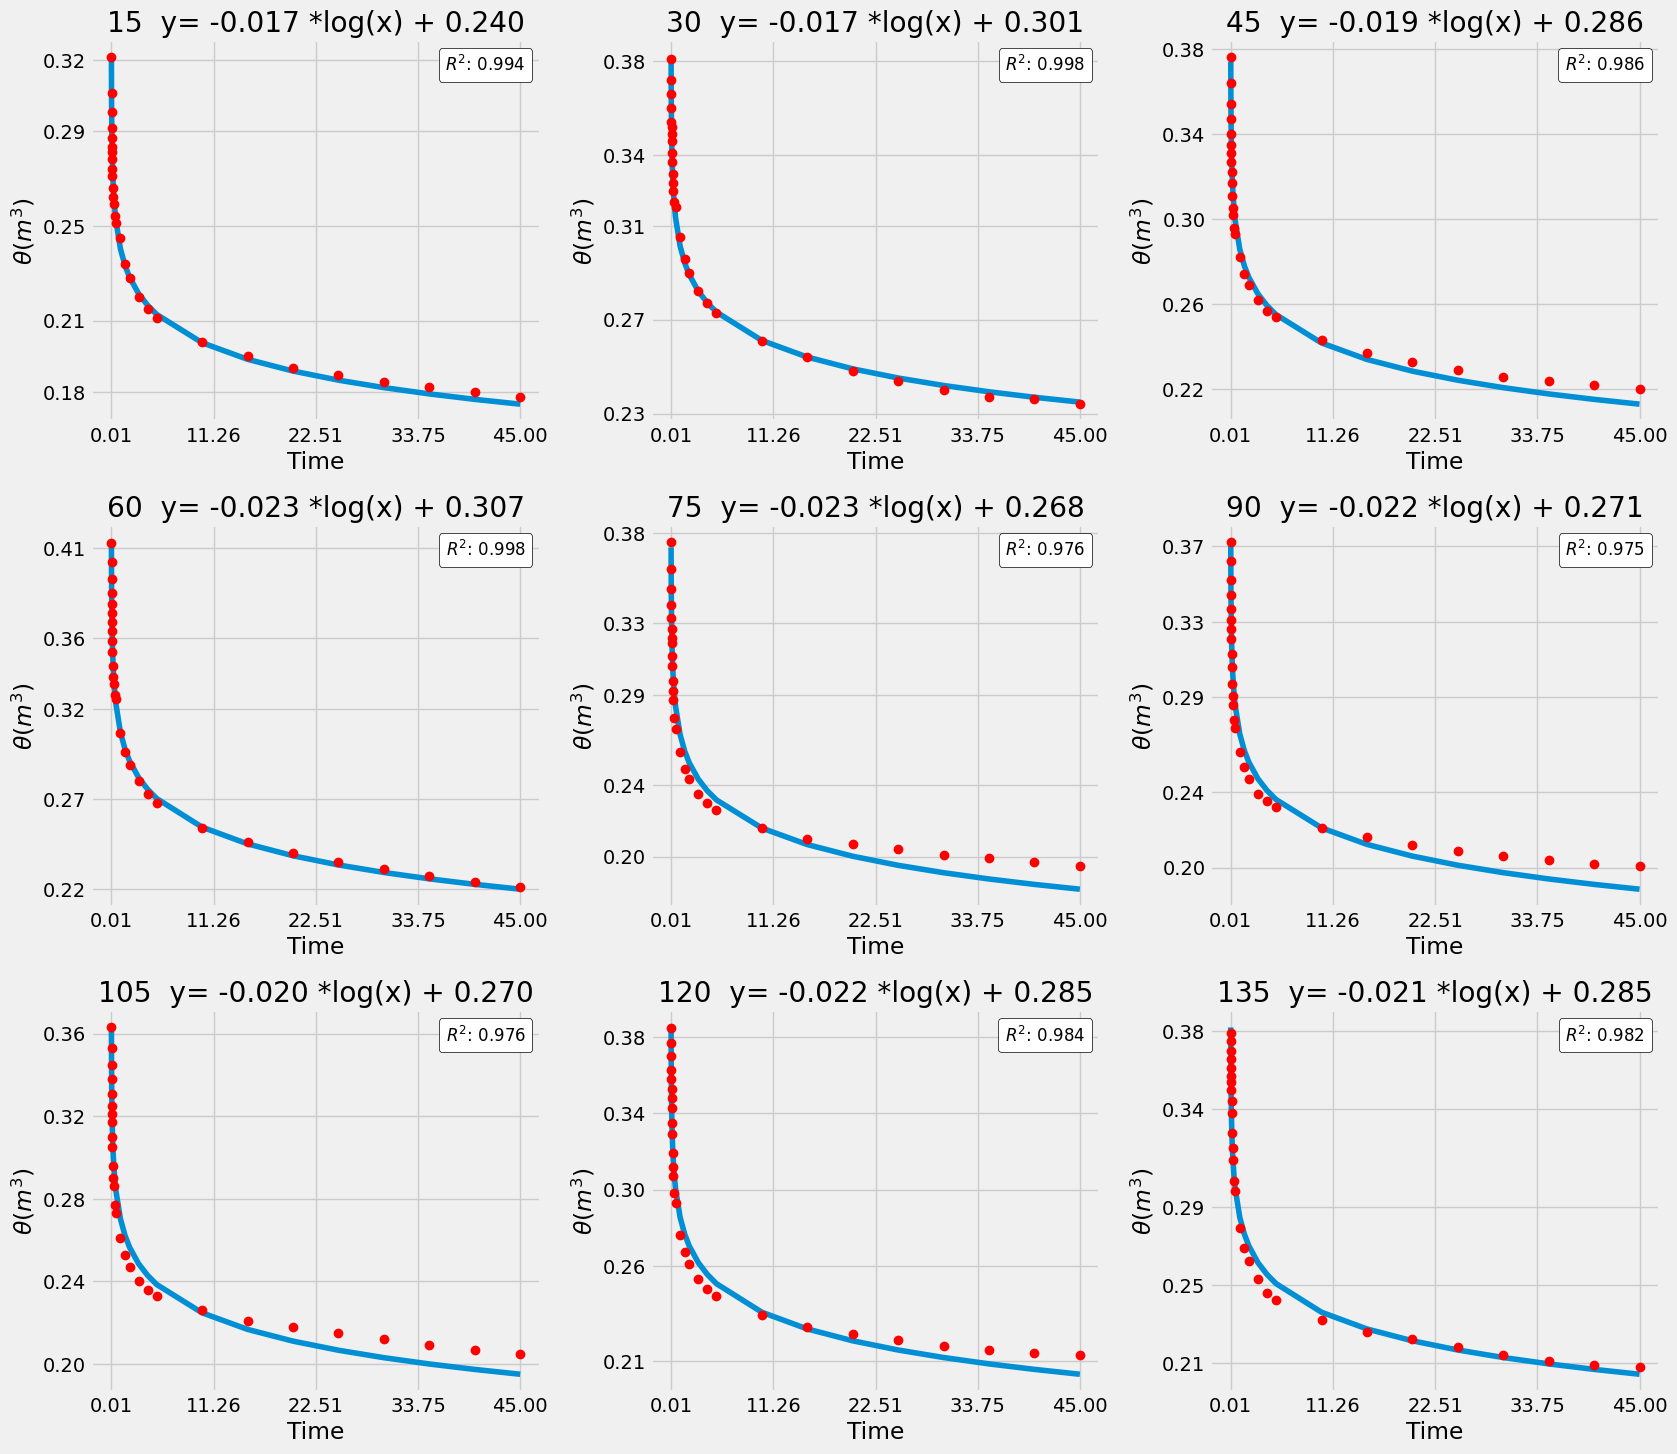 15  y= -0.017 *log(x) + 0.240
R²: 0.994
0.32
0.29
0.25
0.21
0.18
θ(m³)
0.01 11.26 22.51 33.75 45.00
Time
30  y= -0.017 *log(x) + 0.301
R²: 0.998
0.38
0.34
0.31
0.27
0.23
θ(m³)
0.01 11.26 22.51 33.75 45.00
Time
45  y= -0.019 *log(x) + 0.286
R²: 0.986
0.38
0.34
0.30
0.26
0.22
θ(m³)
0.01 11.26 22.51 33.75 45.00
Time
60  y= -0.023 *log(x) + 0.307
R²: 0.998
0.41
0.36
0.32
0.27
0.22
θ(m³)
0.01 11.26 22.51 33.75 45.00
Time
75  y= -0.023 *log(x) + 0.268
R²: 0.976
0.38
0.33
0.29
0.24
0.20
θ(m³)
0.01 11.26 22.51 33.75 45.00
Time
90  y= -0.022 *log(x) + 0.271
R²: 0.975
0.37
0.33
0.29
0.24
0.20
θ(m³)
0.01 11.26 22.51 33.75 45.00
Time
105  y= -0.020 *log(x) + 0.270
R²: 0.976
0.36
0.32
0.28
0.24
0.20
θ(m³)
0.01 11.26 22.51 33.75 45.00
Time
120  y= -0.022 *log(x) + 0.285
R²: 0.984
0.38
0.34
0.30
0.26
0.21
θ(m³)
0.01 11.26 22.51 33.75 45.00
Time
135  y= -0.021 *log(x) + 0.285
R²: 0.982
0.38
0.34
0.29
0.25
0.21
θ(m³)
0.01 11.26 22.51 33.75 45.00
Time